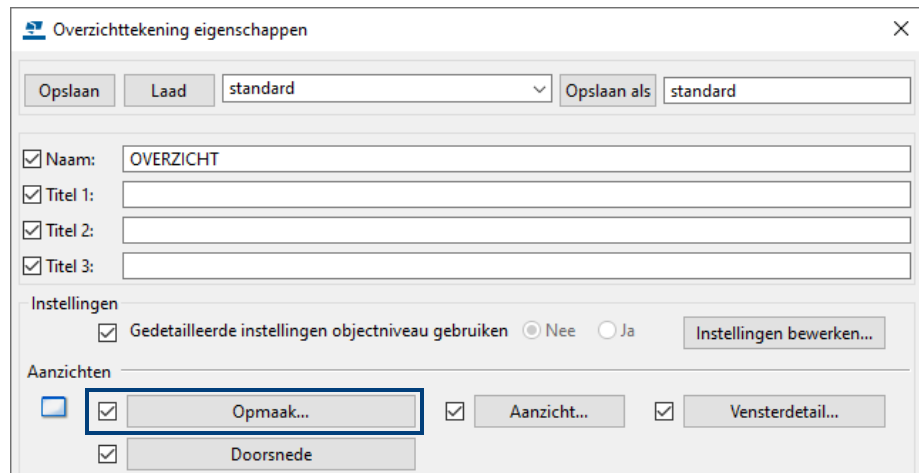 Overzichttekening eigenschappen
Opslaan Laad standard Opslaan als standard
Naam: OVERZICHT
Titel 1:
Titel 2:
Titel 3:
Instellingen
Gedetailleerde instellingen objectniveau gebruiken Nee Ja Instellingen bewerken...
Aanzichten
Opmaak... Aanzicht... Vensterdetail...
Doorsnede